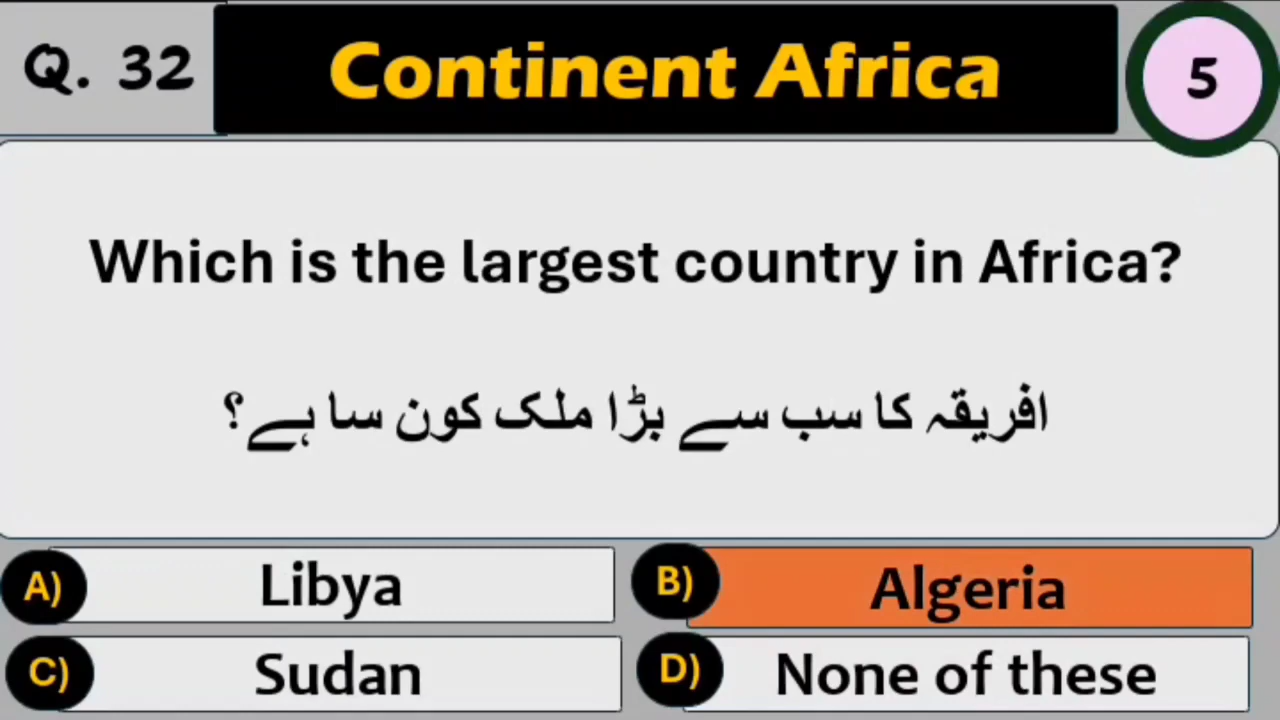 Q. 32
Continent Africa
5
Which is the largest country in Africa?
افریقہ کا سب سے بڑا ملک کون سا ہے؟
A) Libya
B) Algeria
C) Sudan
D) None of these